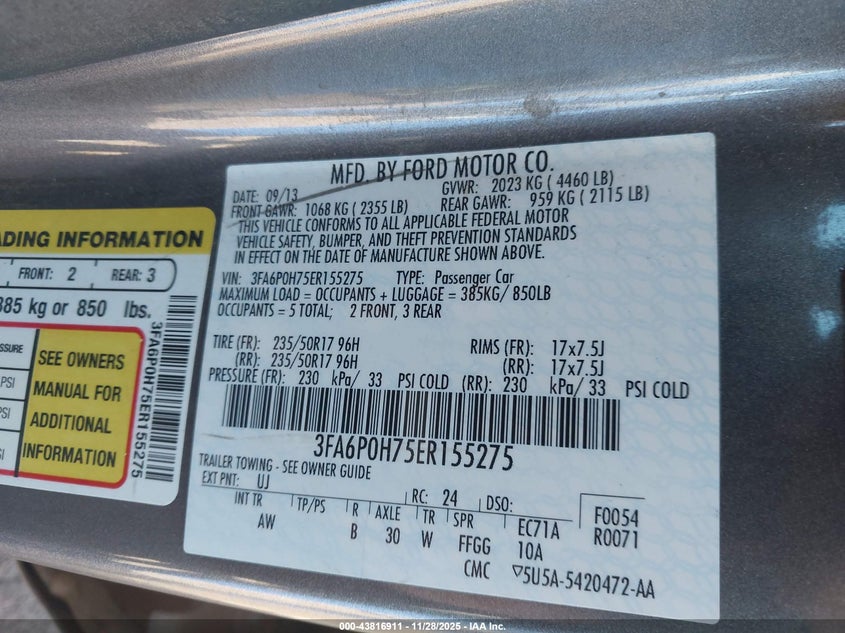 MFD. BY FORD MOTOR CO.
DATE: 09/13 GVWR: 2023 KG ( 4460 LB)
FRONT GAWR: 1068 KG ( 2355 LB) REAR GAWR: 959 KG ( 2115 LB)
THIS VEHICLE CONFORMS TO ALL APPLICABLE FEDERAL MOTOR
VEHICLE SAFETY, BUMPER, AND THEFT PREVENTION STANDARDS
IN EFFECT ON THE DATE OF MANUFACTURE SHOWN ABOVE.
VIN: 3FA6P0H75ER155275 TYPE: Passenger Car
MAXIMUM LOAD = OCCUPANTS + LUGGAGE = 385KG/ 850LB
OCCUPANTS = 5 TOTAL; 2 FRONT, 3 REAR
TIRE (FR): 235/50R17 96H RIMS (FR): 17x7.5J
(RR): 235/50R17 96H (RR): 17x7.5J
PRESSURE (FR): 230 kPa/ 33 PSI COLD (RR): 230 kPa/ 33 PSI COLD
3FA6P0H75ER155275
TRAILER TOWING - SEE OWNER GUIDE
EXT PNT: UJ RC: 24 DSO:
INT TR TP/PS R AXLE TR SPR EC71A F0054
AW B 30 W FFGG 10A R0071
CMC ▽5U5A-5420472-AA
ADING INFORMATION
FRONT: 2 REAR: 3
385 kg or 850 lbs.
SSURE
PSI
PSI
SI
SEE OWNERS
MANUAL FOR
ADDITIONAL
INFORMATION
3FA6P0H75ER155275
000-43816911 - 11/28/2025 - IAA Inc.